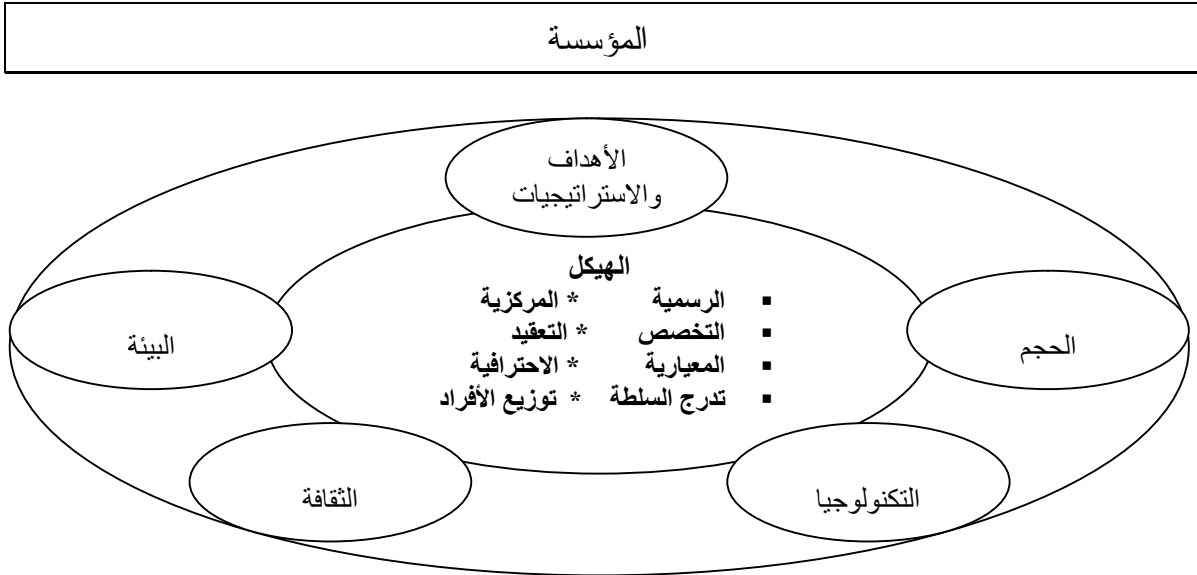 المؤسسة
الأهداف
والاستراتيجيات
الهيكل
▪ الرسمية * المركزية
▪ التخصص * التعقيد
▪ المعيارية * الاحترافية
▪ تدرج السلطة * توزيع الأفراد
الحجم
البيئة
التكنولوجيا
الثقافة